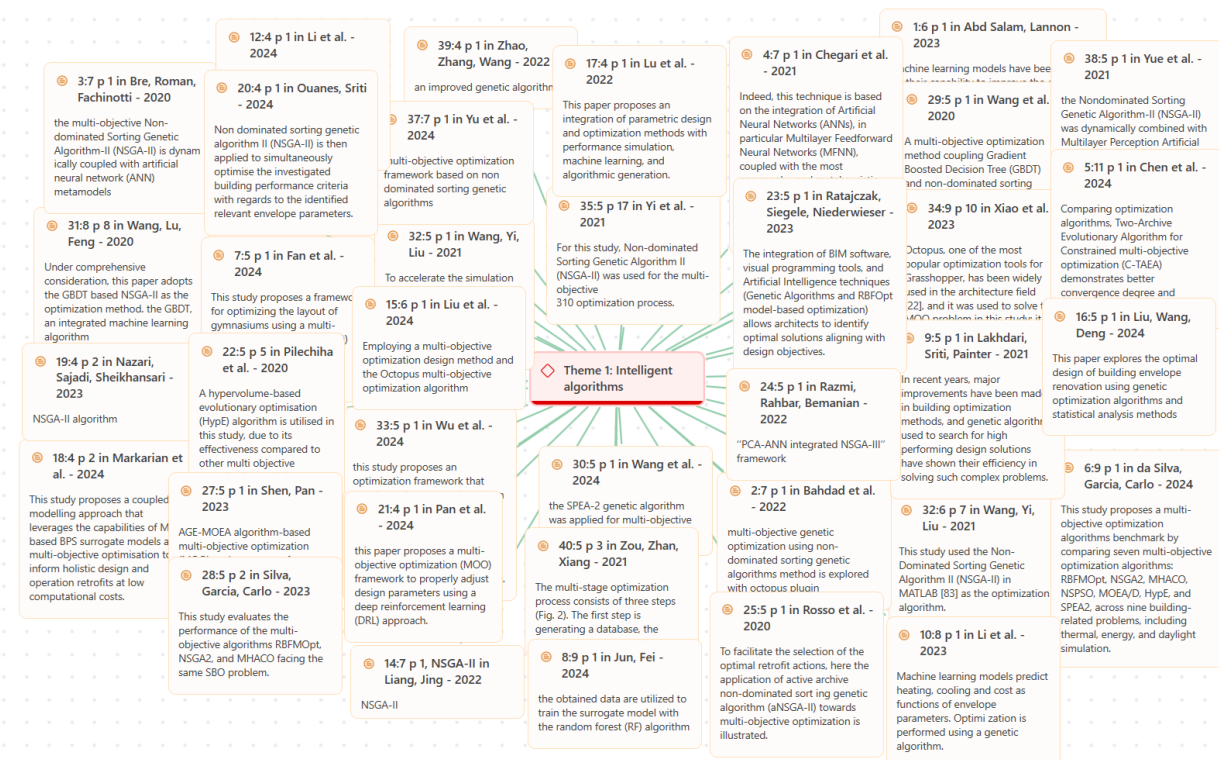 12:4 p 1 in Li et al. -
2024
39:4 p 1 in Zhao,
Zhang, Wang - 2022
an improved genetic algorithm
17:4 p 1 in Lu et al. -
2022
This paper proposes an
integration of parametric design
and optimization methods with
performance simulation,
machine learning, and
algorithmic generation.
4:7 p 1 in Chegari et al.
- 2021
Indeed, this technique is based
on the integration of Artificial
Neural Networks (ANNs), in
particular Multilayer Feedforward
Neural Networks (MFNN),
coupled with the most
1:6 p 1 in Abd Salam, Lannon -
2023
machine learning models have been
38:5 p 1 in Yue et al. -
2021
the Nondominated Sorting
Genetic Algorithm-II (NSGA-II)
was dynamically combined with
Multilayer Perception Artificial
3:7 p 1 in Bre, Roman,
Fachinotti - 2020
the multi-objective Non-
dominated Sorting Genetic
Algorithm-II (NSGA-II) is dynam
ically coupled with artificial
neural network (ANN)
metamodels
20:4 p 1 in Ouanes, Sriti
- 2024
Non dominated sorting genetic
algorithm II (NSGA-II) is then
applied to simultaneously
optimise the investigated
building performance criteria
with regards to the identified
relevant envelope parameters.
37:7 p 1 in Yu et al. -
2024
multi-objective optimization
framework based on non
dominated sorting genetic
algorithms
29:5 p 1 in Wang et al.
2020
A multi-objective optimization
method coupling Gradient
Boosted Decision Tree (GBDT)
and non-dominated sorting
5:11 p 1 in Chen et al. -
2024
Comparing optimization
algorithms, Two-Archive
Evolutionary Algorithm for
Constrained multi-objective
optimization (C-TAEA)
demonstrates better
convergence degree and
31:8 p 8 in Wang, Lu,
Feng - 2020
Under comprehensive
consideration, this paper adopts
the GBDT based NSGA-II as the
optimization method. the GBDT,
an integrated machine learning
algorithm
7:5 p 1 in Fan et al. -
2024
This study proposes a framewo
for optimizing the layout of
gymnasiums using a multi-
32:5 p 1 in Wang, Yi,
Liu - 2021
To accelerate the simulation
35:5 p 17 in Yi et al. -
2021
For this study, Non-dominated
Sorting Genetic Algorithm II
(NSGA-II) was used for the multi-
objective
310 optimization process.
23:5 p 1 in Ratajczak,
Siegele, Niederwieser -
2023
The integration of BIM software,
visual programming tools, and
Artificial Intelligence techniques
(Genetic Algorithms and RBFOpt
model-based optimization)
allows architects to identify
optimal solutions aligning with
design objectives.
34:9 p 10 in Xiao et al.
2021
Octopus, one of the most
popular optimization tools for
Grasshopper, has been widely
used in the architecture field
[22], and it was used to solve t
MOO problem in this study; it
15:6 p 1 in Liu et al. -
2024
Employing a multi-objective
optimization design method and
the Octopus multi-objective
optimization algorithm
16:5 p 1 in Liu, Wang,
Deng - 2024
This paper explores the optimal
design of building envelope
renovation using genetic
optimization algorithms and
statistical analysis methods
19:4 p 2 in Nazari,
Sajadi, Sheikhansari -
2023
NSGA-II algorithm
22:5 p 5 in Pilechiha
et al. - 2020
A hypervolume-based
evolutionary optimisation
(HypE) algorithm is utilised in
this study, due to its
effectiveness compared to
other multi objective
Theme 1: Intelligent
algorithms
9:5 p 1 in Lakhdari,
Sriti, Painter - 2021
In recent years, major
improvements have been made
in building optimization
methods, and genetic algorithm
used to search for high
performing design solutions
have shown their efficiency in
solving such complex problems.
24:5 p 1 in Razmi,
Rahbar, Bemanian -
2022
"PCA-ANN integrated NSGA-III"
framework
33:5 p 1 in Wu et al. -
2024
this study proposes an
optimization framework that
18:4 p 2 in Markarian et
al. - 2024
This study proposes a coupled
modelling approach that
leverages the capabilities of M
based BPS surrogate models a
multi-objective optimisation to
inform holistic design and
operation retrofits at low
computational costs.
27:5 p 1 in Shen, Pan -
2023
AGE-MOEA algorithm-based
multi-objective optimization
21:4 p 1 in Pan et al.
- 2024
this paper proposes a multi-
objective optimization (MOO)
framework to properly adjust
design parameters using a
deep reinforcement learning
(DRL) approach.
30:5 p 1 in Wang et al. -
2024
the SPEA-2 genetic algorithm
was applied for multi-objective
2:7 p 1 in Bahdad et al.
- 2022
multi-objective genetic
optimization using non-
dominated sorting genetic
algorithms method is explored
with octopus plugin
32:6 p 7 in Wang, Yi,
Liu - 2021
This study used the Non-
Dominated Sorting Genetic
Algorithm II (NSGA-II) in
MATLAB [83] as the optimization
algorithm.
6:9 p 1 in da Silva,
Garcia, Carlo - 2024
This study proposes a multi-
objective optimization
algorithms benchmark by
comparing seven multi-objective
optimization algorithms:
RBFMOpt, NSGA2, MHACO,
NSPSO, MOEA/D, HypE, and
SPEA2, across nine building-
related problems, including
thermal, energy, and daylight
simulation.
28:5 p 2 in Silva,
Garcia, Carlo - 2023
This study evaluates the
performance of the multi-
objective algorithms RBFMOpt,
NSGA2, and MHACO facing the
same SBO problem.
40:5 p 3 in Zou, Zhan,
Xiang - 2021
The multi-stage optimization
process consists of three steps
(Fig. 2). The first step is
generating a database, the
25:5 p 1 in Rosso et al. -
2020
To facilitate the selection of the
optimal retrofit actions, here the
application of active archive
non-dominated sort ing genetic
algorithm (aNSGA-II) towards
multi-objective optimization is
illustrated.
10:8 p 1 in Li et al. -
2023
Machine learning models predict
heating, cooling and cost as
functions of envelope
parameters. Optimi zation is
performed using a genetic
algorithm.
14:7 p 1, NSGA-II in
Liang, Jing - 2022
NSGA-II
8:9 p 1 in Jun, Fei -
2024
the obtained data are utilized to
train the surrogate model with
the random forest (RF) algorithm